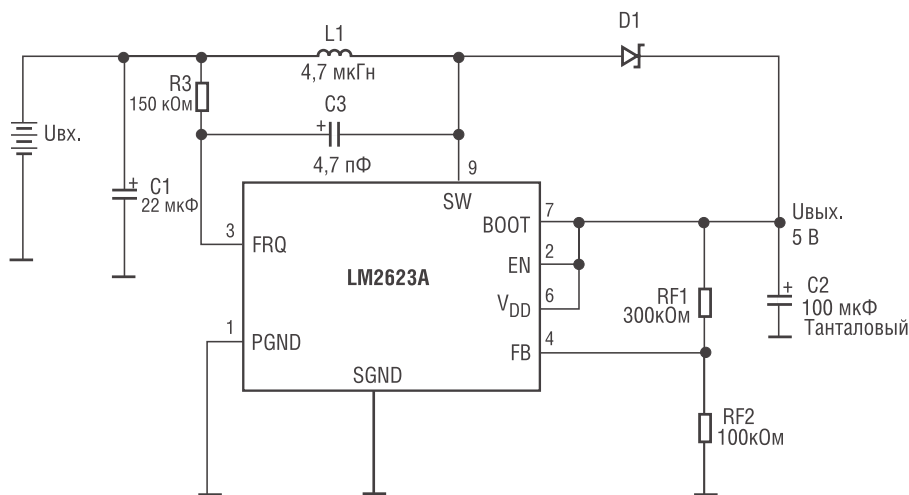 D1
L1
4,7 мкГн
R3
150 кОм
C3
+
4,7 пФ
Uвх.
+
C1
22 мкФ
9
SW
7
BOOT
Uвых.
5 В
3
FRQ
2
EN
LM2623A
6
VDD
RF1
300кОм
+
C2
100 мкФ
Танталовый
1
PGND
4
FB
SGND
RF2
100кОм